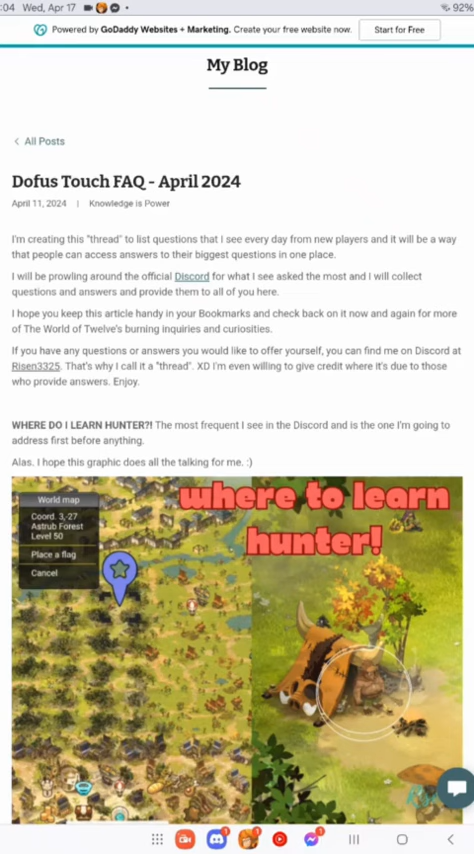 :04 Wed, Apr 17
92%
Powered by GoDaddy Websites + Marketing. Create your free website now.
Start for Free
My Blog
< All Posts
Dofus Touch FAQ - April 2024
April 11, 2024 | Knowledge is Power
I'm creating this "thread" to list questions that I see every day from new players and it will be a way
that people can access answers to their biggest questions in one place.
I will be prowling around the official Discord for what I see asked the most and I will collect
questions and answers and provide them to all of you here.
I hope you keep this article handy in your Bookmarks and check back on it now and again for more
of The World of Twelve's burning inquiries and curiosities.
If you have any questions or answers you would like to offer yourself, you can find me on Discord at
Risen3325. That's why I call it a "thread". XD I'm even willing to give credit where it's due to those
who provide answers. Enjoy.
WHERE DO I LEARN HUNTER?! The most frequent I see in the Discord and is the one I'm going to
address first before anything.
Alas. I hope this graphic does all the talking for me. :)
World map
Coord. 3,-27
Astrub Forest
Level 50
Place a flag
Cancel
where to learn
hunter!